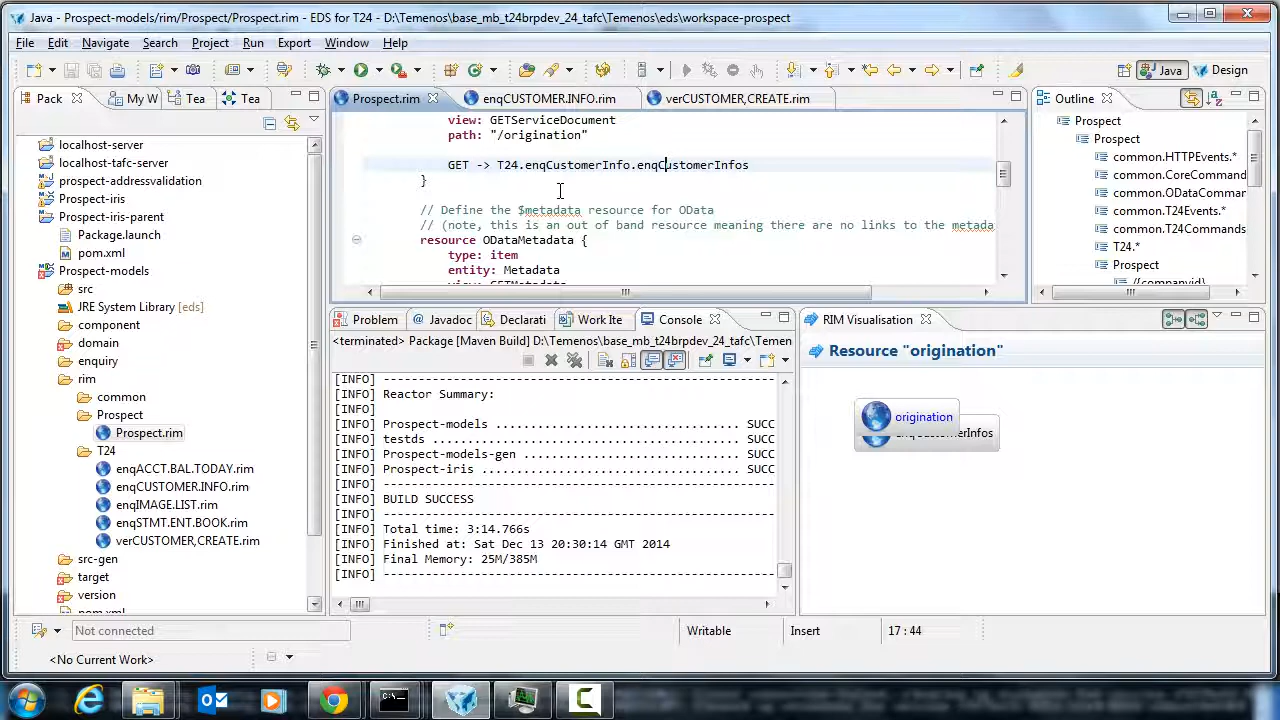 Java - Prospect-models/rim/Prospect/Prospect.rim - EDS for T24 - D:\Temenos\base_mb_t24brpdev_24_tafc\Temenos\eds\workspace-prospect
File Edit Navigate Search Project Run Export Window Help
Java Design
Pack My W Tea Tea
Prospect.rim enqCUSTOMER.INFO.rim verCUSTOMER,CREATE.rim
Outline
localhost-server
localhost-tafc-server
prospect-addressvalidation
Prospect-iris
Prospect-iris-parent
Package.launch
pom.xml
Prospect-models
src
JRE System Library [eds]
component
domain
enquiry
rim
common
Prospect
Prospect.rim
T24
enqACCT.BAL.TODAY.rim
enqCUSTOMER.INFO.rim
enqIMAGE.LIST.rim
enqSTMT.ENT.BOOK.rim
verCUSTOMER,CREATE.rim
src-gen
target
version
pom.xml
view: GETServiceDocument
path: "/origination"
GET -> T24.enqCustomerInfo.enqCustomerInfos
}
// Define the $metadata resource for OData
// (note, this is an out of band resource meaning there are no links to the metada
resource ODataMetadata {
type: item
entity: Metadata
view: GETMetadata
Prospect
Prospect
common.HTTPEvents.*
common.CoreCommand
common.ODataComman
common.T24Events.*
common.T24Commands
T24.*
Prospect
/{companyid}
Problem Javadoc Declarati Work Ite Console
<terminated> Package [Maven Build] D:\Temenos\base_mb_t24brpdev_24_tafc\Temen
[INFO] ------------------------------------------------
[INFO] Reactor Summary:
[INFO]
[INFO] Prospect-models ................................. SUCC
[INFO] testds .......................................... SUCC
[INFO] Prospect-models-gen ............................. SUCC
[INFO] Prospect-iris ................................... SUCC
[INFO] ------------------------------------------------
[INFO] BUILD SUCCESS
[INFO] ------------------------------------------------
[INFO] Total time: 3:14.766s
[INFO] Finished at: Sat Dec 13 20:30:14 GMT 2014
[INFO] Final Memory: 25M/385M
[INFO] ------------------------------------------------
RIM Visualisation
Resource "origination"
origination
enqCustomerInfos
Not connected
Writable Insert 17 : 44
<No Current Work>